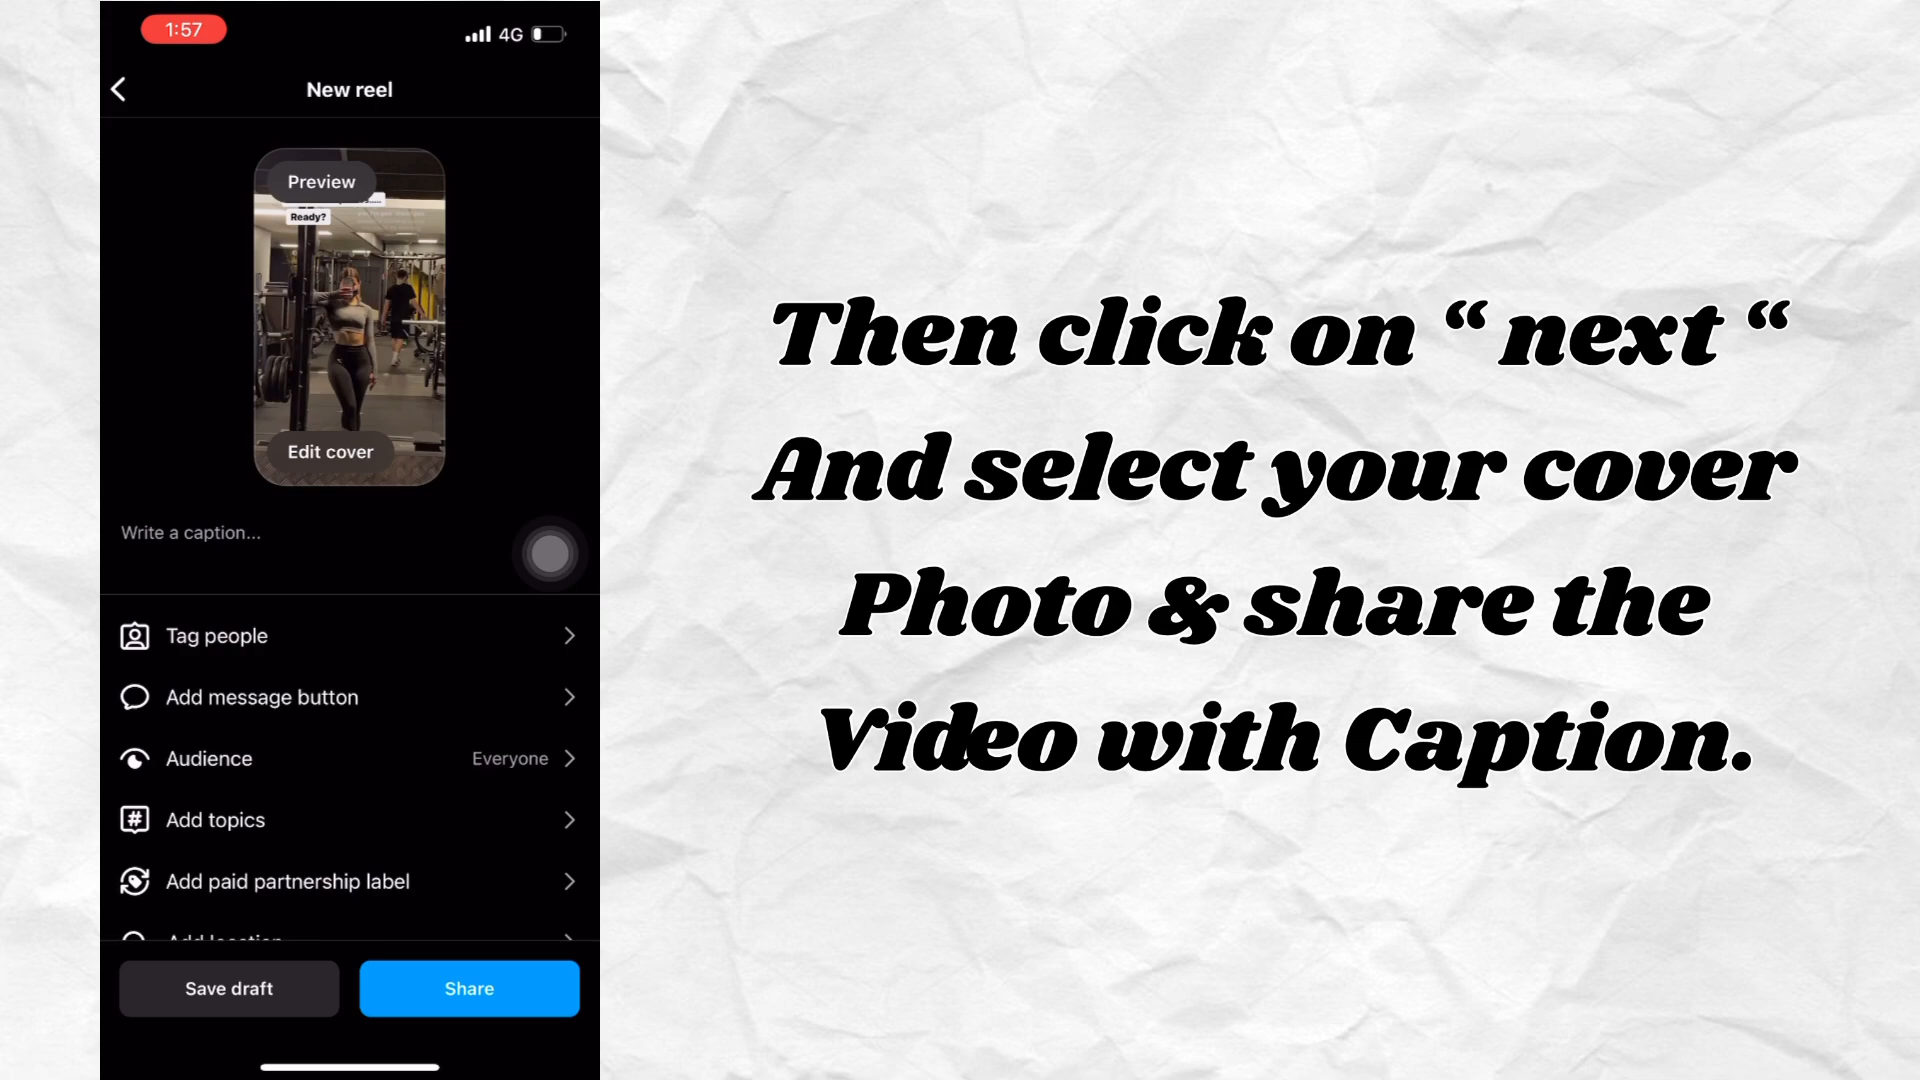 1:57
4G
New reel
Preview
Ready?
Edit cover
Write a caption...
Tag people
Add message button
Audience
Everyone
Add topics
Add paid partnership label
Save draft
Share
Then click on “ next “
And select your cover
Photo & share the
Video with Caption.